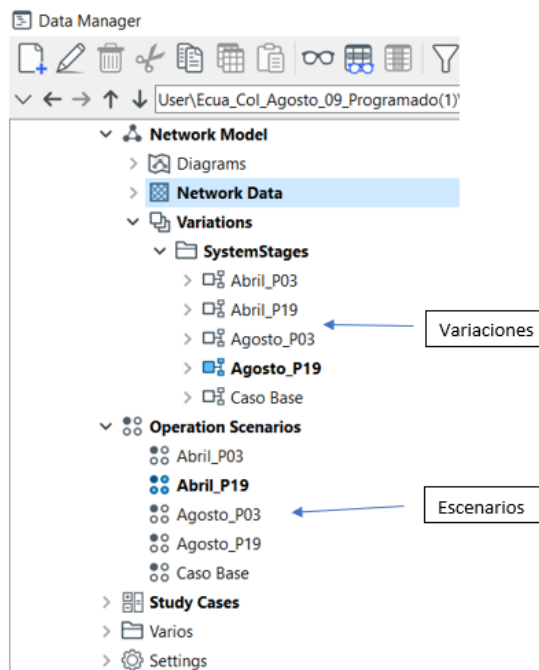 Data Manager
User\Ecua_Col_Agosto_09_Programado(1)\
Network Model
Diagrams
Network Data
Variations
SystemStages
Abril_P03
Abril_P19
Agosto_P03
Variaciones
Agosto_P19
Caso Base
Operation Scenarios
Abril_P03
Abril_P19
Agosto_P03
Escenarios
Agosto_P19
Caso Base
Study Cases
Varios
Settings